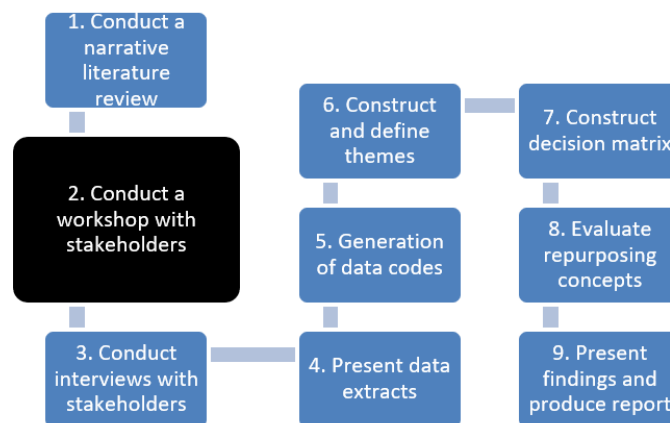 1. Conduct a
narrative
literature
review
2. Conduct a
workshop with
stakeholders
3. Conduct
interviews with
stakeholders
4. Present data
extracts
5. Generation
of data codes
6. Construct
and define
themes
7. Construct
decision matrix
8. Evaluate
repurposing
concepts
9. Present
findings and
produce report